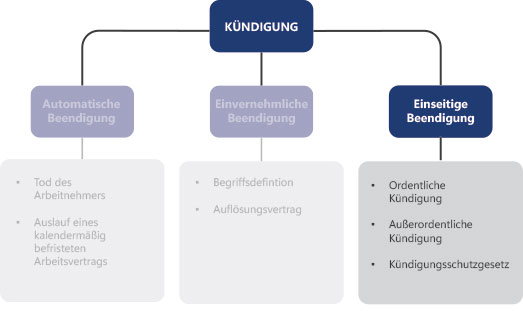 KÜNDIGUNG
Automatische
Beendigung
• Tod des
Arbeitnehmers
• Auslauf eines
kalendermäßig
befristeten
Arbeitsvertrags
Einvernehmliche
Beendigung
• Begriffsdefintion
• Auflösungsvertrag
Einseitige
Beendigung
• Ordentliche
Kündigung
• Außerordentliche
Kündigung
• Kündigungsschutzgesetz